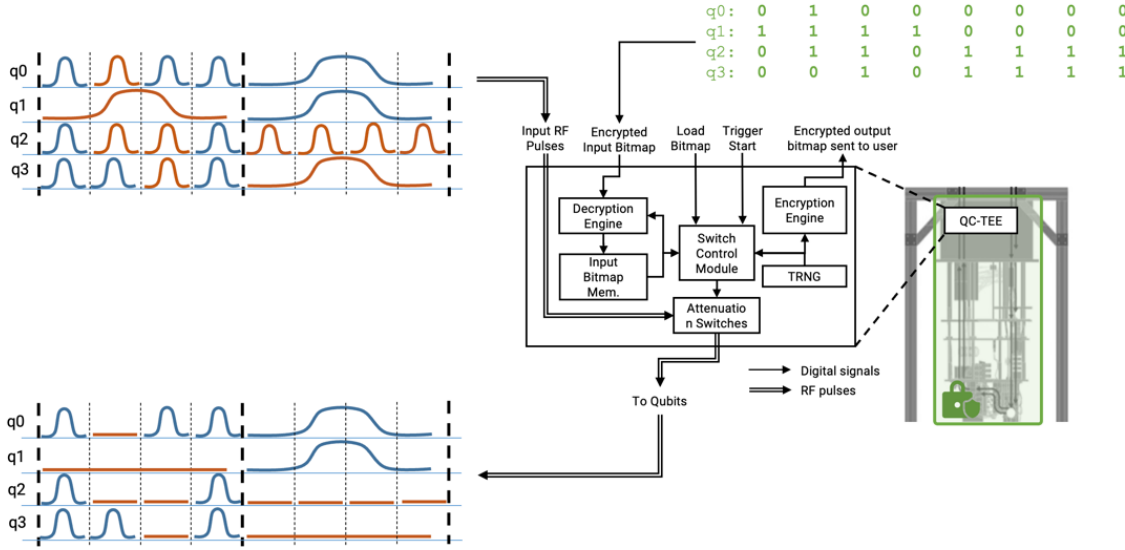 q0: 0 1 0 0 0 0 0 0
q1: 1 1 1 1 0 0 0 0
q2: 0 1 1 0 1 1 1 1
q3: 0 0 1 0 1 1 1 1
q0
q1
q2
q3
Input RF
Pulses
Encrypted
Input Bitmap
Load
Bitmap
Trigger
Start
Encrypted output
bitmap sent to user
Decryption
Engine
Input
Bitmap
Mem.
Switch
Control
Module
Encryption
Engine
TRNG
Attenuatio
n Switches
QC-TEE
Digital signals
RF pulses
To Qubits
q0
q1
q2
q3